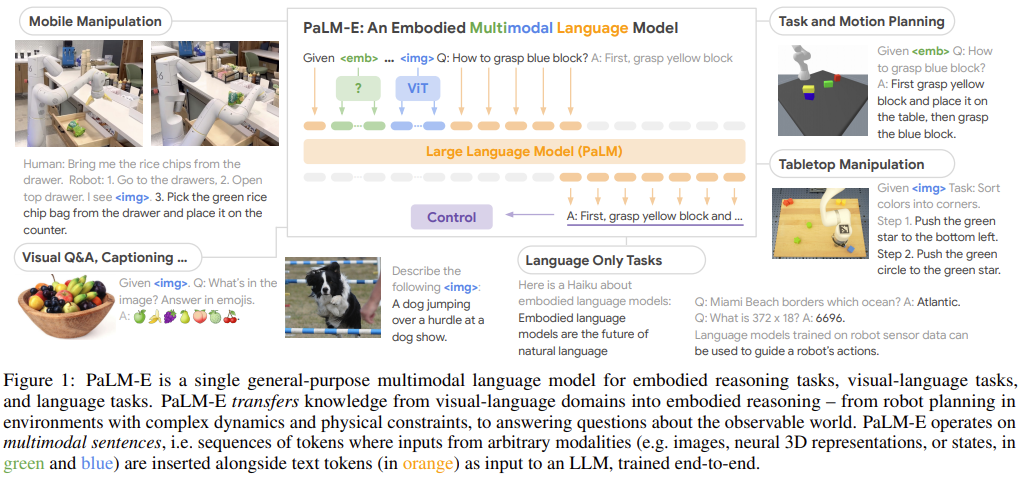 Mobile Manipulation
Human: Bring me the rice chips from the
drawer. Robot: 1. Go to the drawers, 2. Open
top drawer. I see <img>. 3. Pick the green rice
chip bag from the drawer and place it on the
counter.
PaLM-E: An Embodied Multimodal Language Model
Given <emb> ... <img> Q: How to grasp blue block? A: First, grasp yellow block
?
ViT
Large Language Model (PaLM)
Control
A: First, grasp yellow block and ...
Task and Motion Planning
Given <emb> Q: How
to grasp blue block?
A: First grasp yellow
block and place it on
the table, then grasp
the blue block.
Tabletop Manipulation
Given <img> Task: Sort
colors into corners.
Step 1. Push the green
star to the bottom left.
Step 2. Push the green
circle to the green star.
Visual Q&A, Captioning ...
Given <img>. Q: What's in the
image? Answer in emojis.
A: 🍏🍌🍇🍐🍑🍈🍒.
Describe the
following <img>:
A dog jumping
over a hurdle at a
dog show.
Language Only Tasks
Here is a Haiku about
embodied language models:
Embodied language
models are the future of
natural language
Q: Miami Beach borders which ocean? A: Atlantic.
Q: What is 372 x 18? A: 6696.
Language models trained on robot sensor data can
be used to guide a robot's actions.
Figure 1: PaLM-E is a single general-purpose multimodal language model for embodied reasoning tasks, visual-language tasks,
and language tasks. PaLM-E transfers knowledge from visual-language domains into embodied reasoning – from robot planning in
environments with complex dynamics and physical constraints, to answering questions about the observable world. PaLM-E operates on
multimodal sentences, i.e. sequences of tokens where inputs from arbitrary modalities (e.g. images, neural 3D representations, or states, in
green and blue) are inserted alongside text tokens (in orange) as input to an LLM, trained end-to-end.